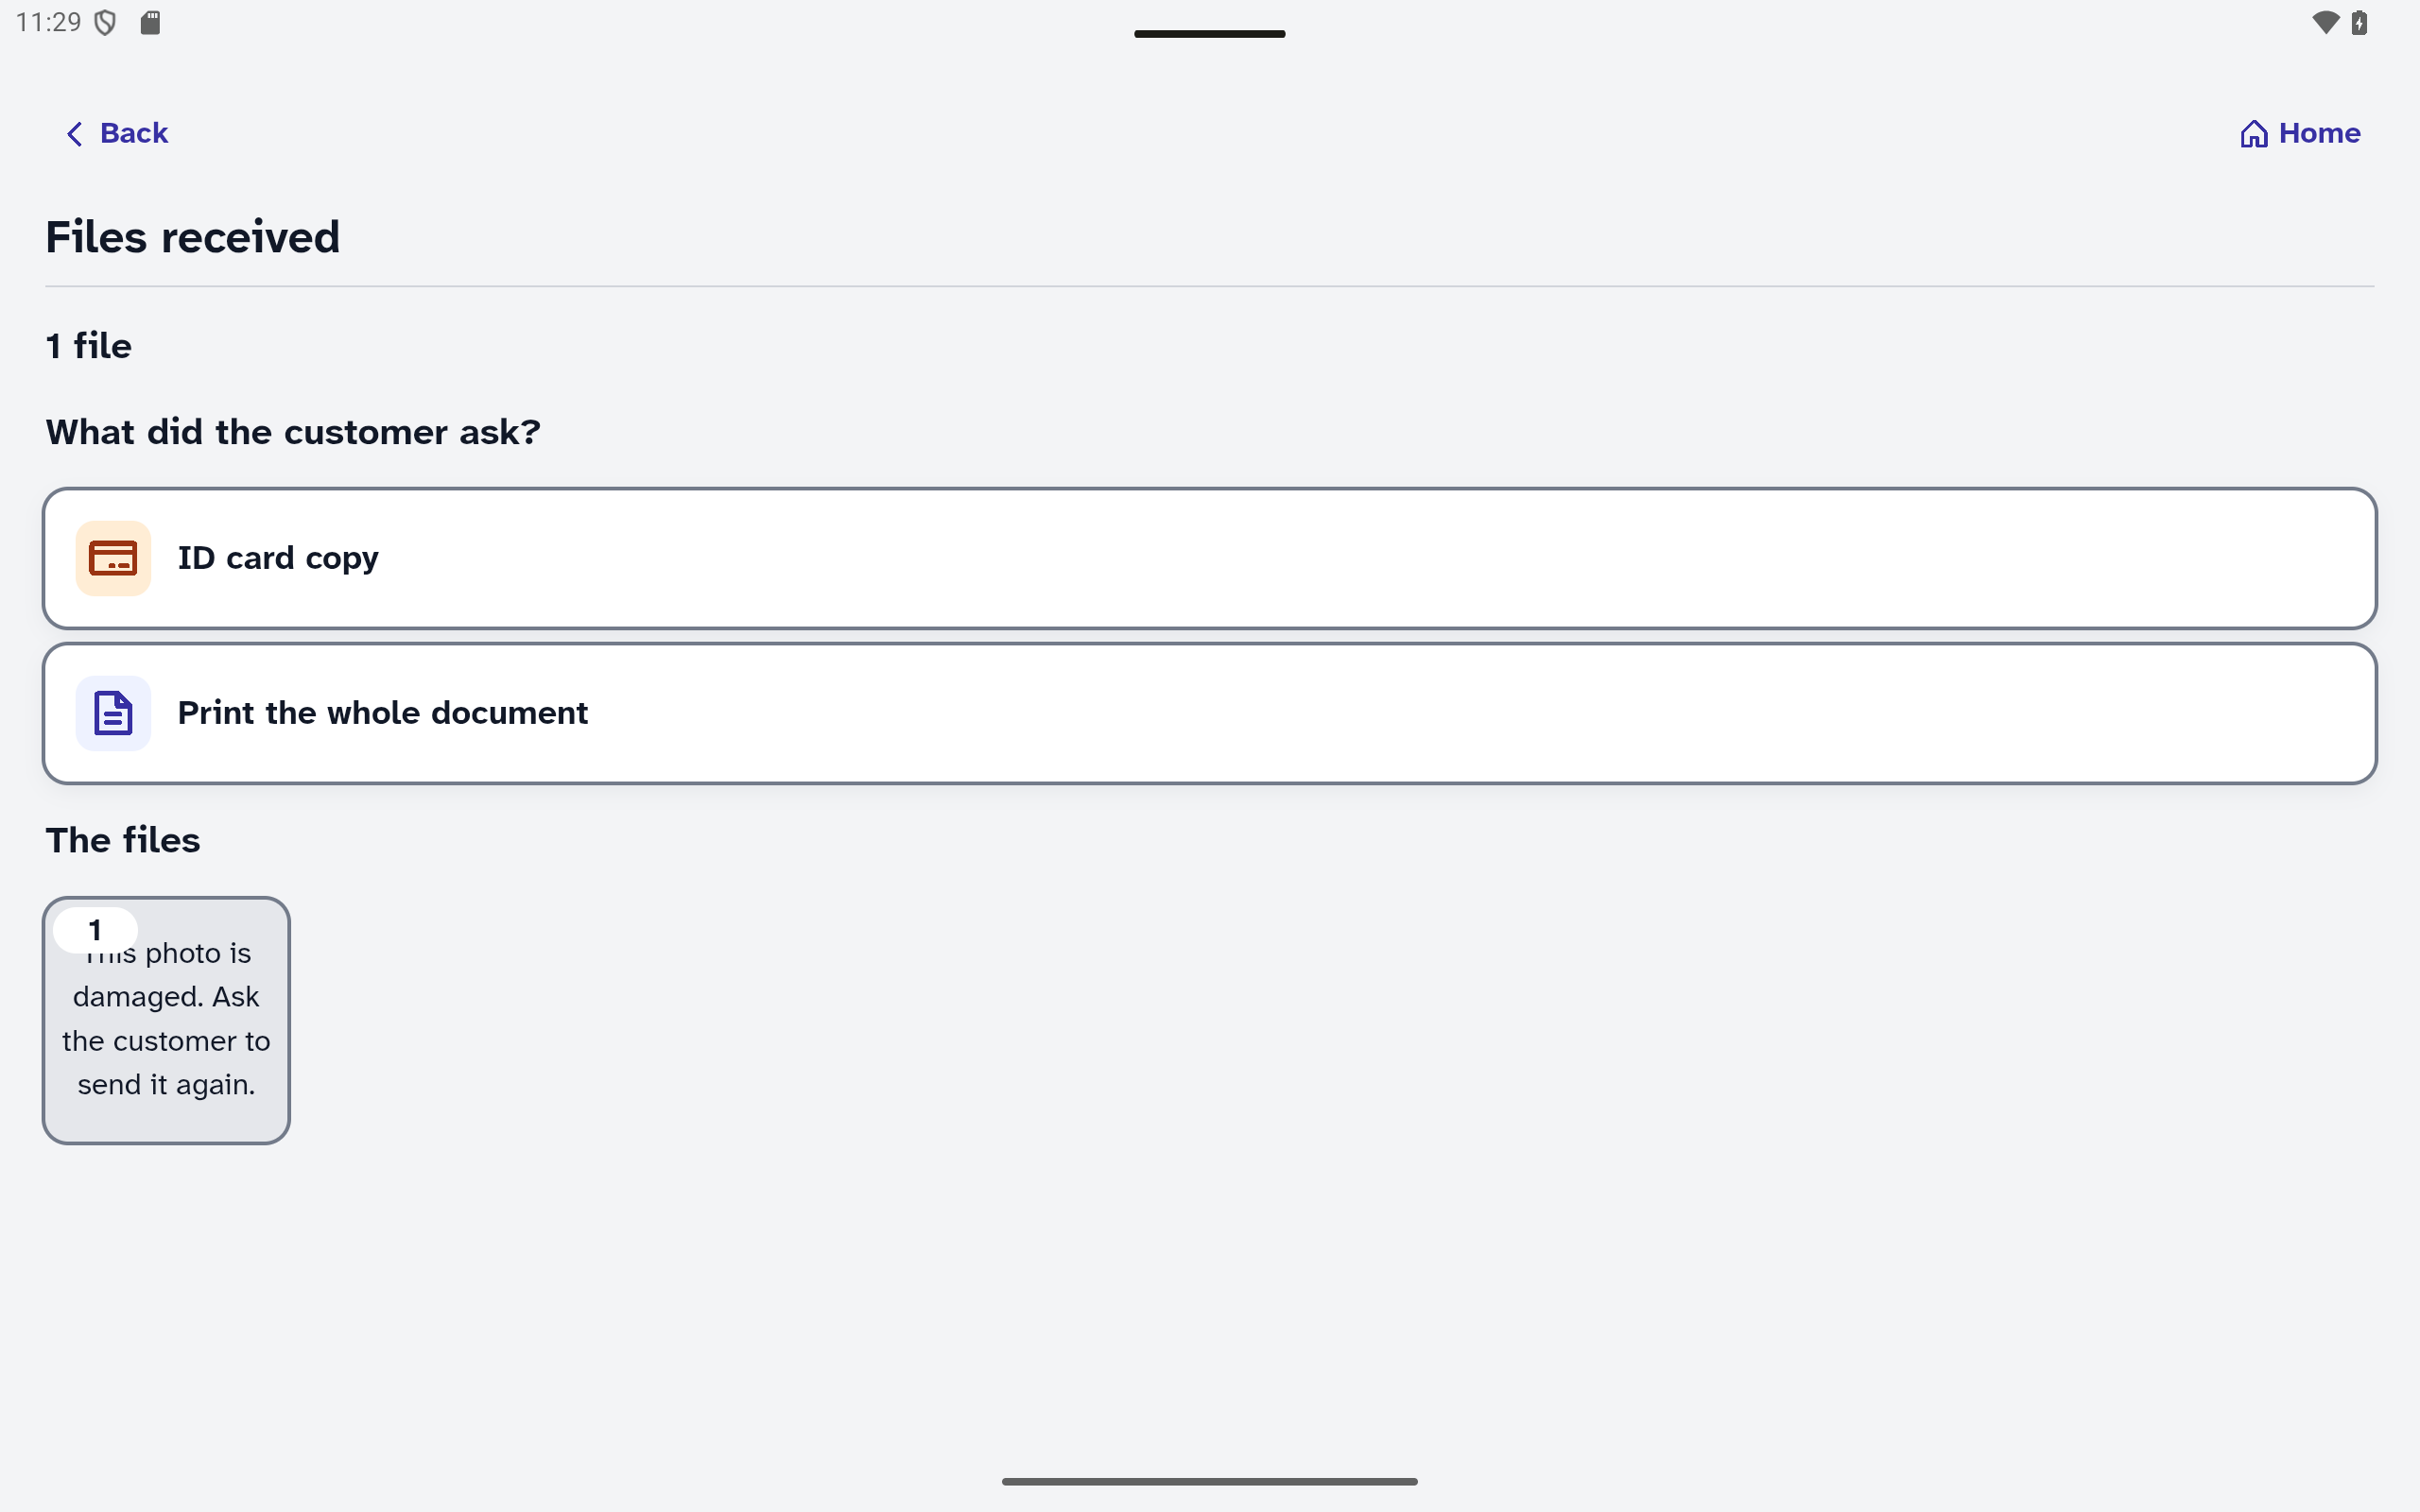 11:29
Back
Home
Files received
1 file
What did the customer ask?
ID card copy
Print the whole document
The files
1
This photo is
damaged. Ask
the customer to
send it again.